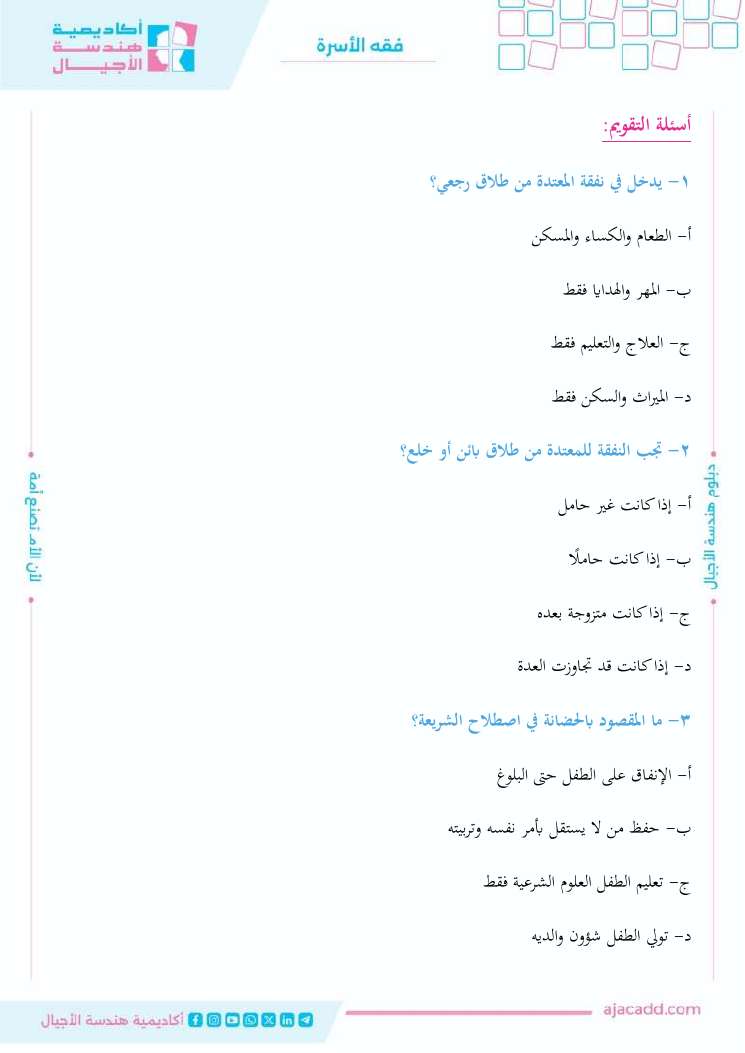 أكاديمية
هندسة
الأجيال
فقه الأسرة
أسئلة التقويم:
١- يدخل في نفقة المعتدة من طلاق رجعي؟
أ- الطعام والكساء والمسكن
ب- المهر والهدايا فقط
ج- العلاج والتعليم فقط
د- الميراث والسكن فقط
٢- تجب النفقة للمعتدة من طلاق بائن أو خلع؟
أ- إذا كانت غير حامل
ب- إذا كانت حاملًا
ج- إذا كانت متزوجة بعده
د- إذا كانت قد تجاوزت العدة
٣- ما المقصود بالحضانة في اصطلاح الشريعة؟
أ- الإنفاق على الطفل حتى البلوغ
ب- حفظ من لا يستقل بأمر نفسه وتربيته
ج- تعليم الطفل العلوم الشرعية فقط
د- تولي الطفل شؤون والديه
دبلوم هندسة الأجيال
لأن الأم تصنع أمة
أكاديمية هندسة الأجيال
ajacadd.com